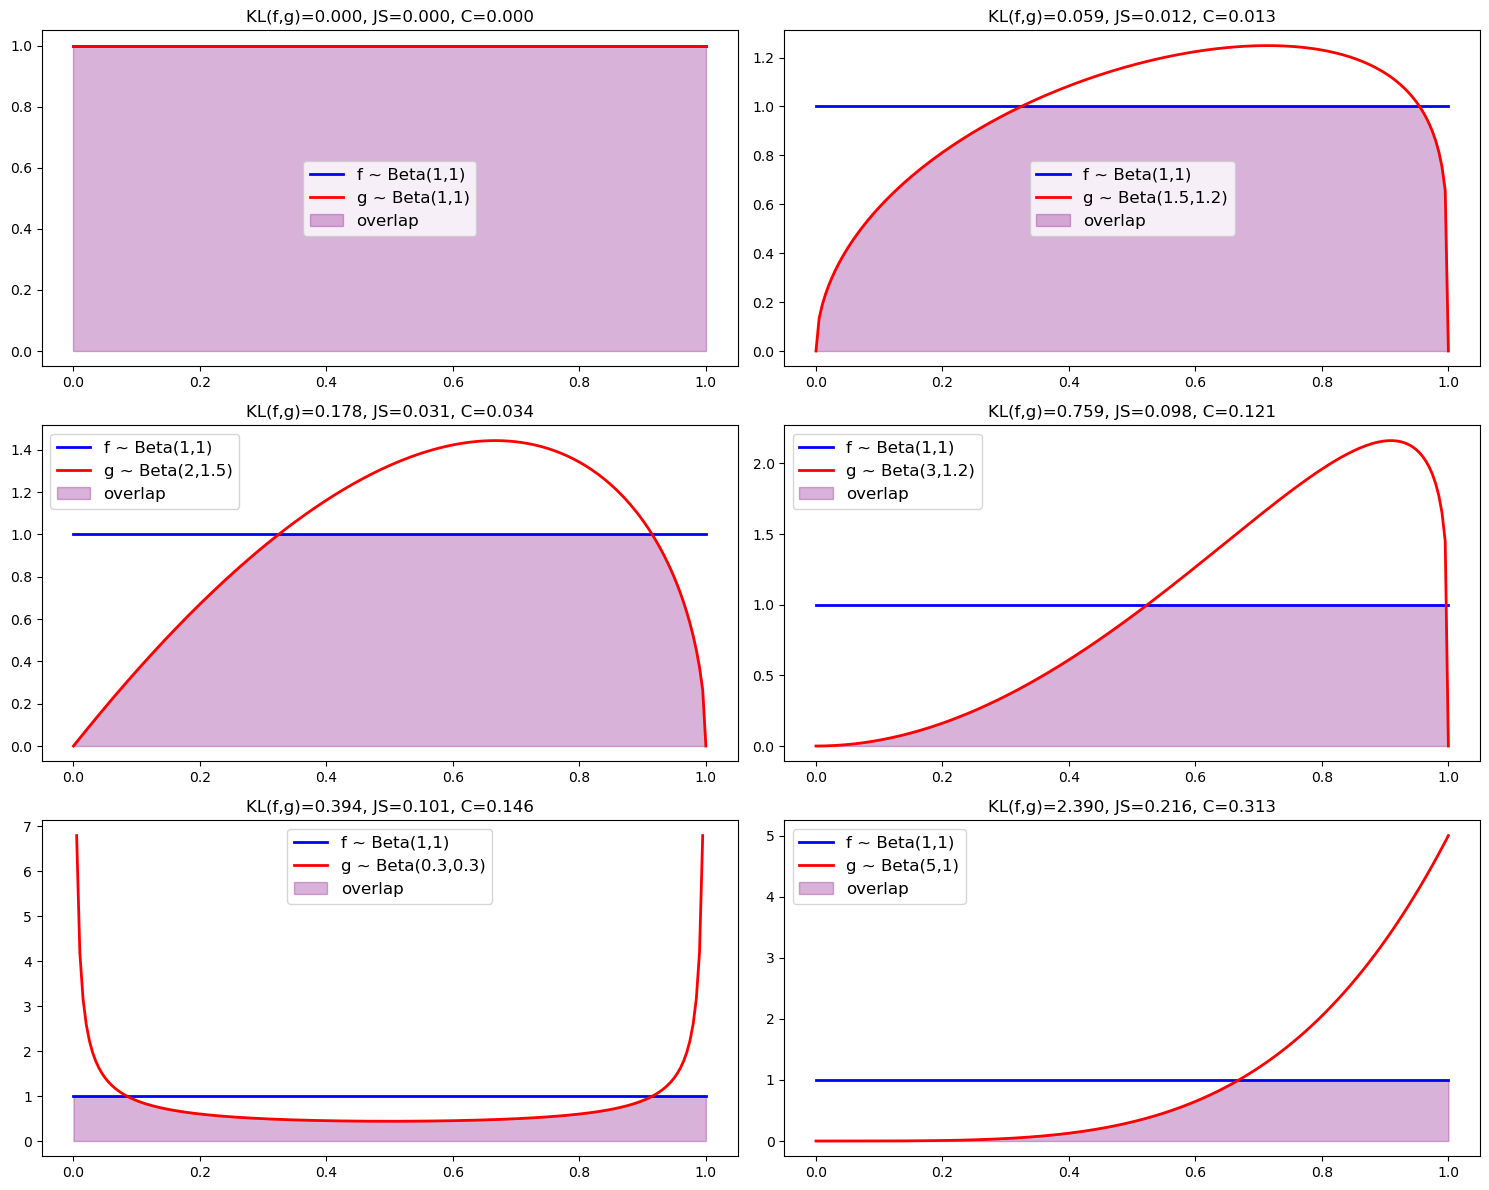 KL(f,g)=0.000, JS=0.000, C=0.000
1.0
0.8
0.6
0.4
0.2
0.0
f ~ Beta(1,1)
g ~ Beta(1,1)
overlap
0.0 0.2 0.4 0.6 0.8 1.0
KL(f,g)=0.059, JS=0.012, C=0.013
1.2
1.0
0.8
0.6
0.4
0.2
0.0
f ~ Beta(1,1)
g ~ Beta(1.5,1.2)
overlap
0.0 0.2 0.4 0.6 0.8 1.0
KL(f,g)=0.178, JS=0.031, C=0.034
1.4
1.2
1.0
0.8
0.6
0.4
0.2
0.0
f ~ Beta(1,1)
g ~ Beta(2,1.5)
overlap
0.0 0.2 0.4 0.6 0.8 1.0
KL(f,g)=0.759, JS=0.098, C=0.121
2.0
1.5
1.0
0.5
0.0
f ~ Beta(1,1)
g ~ Beta(3,1.2)
overlap
0.0 0.2 0.4 0.6 0.8 1.0
KL(f,g)=0.394, JS=0.101, C=0.146
7
6
5
4
3
2
1
0
f ~ Beta(1,1)
g ~ Beta(0.3,0.3)
overlap
0.0 0.2 0.4 0.6 0.8 1.0
KL(f,g)=2.390, JS=0.216, C=0.313
5
4
3
2
1
0
f ~ Beta(1,1)
g ~ Beta(5,1)
overlap
0.0 0.2 0.4 0.6 0.8 1.0